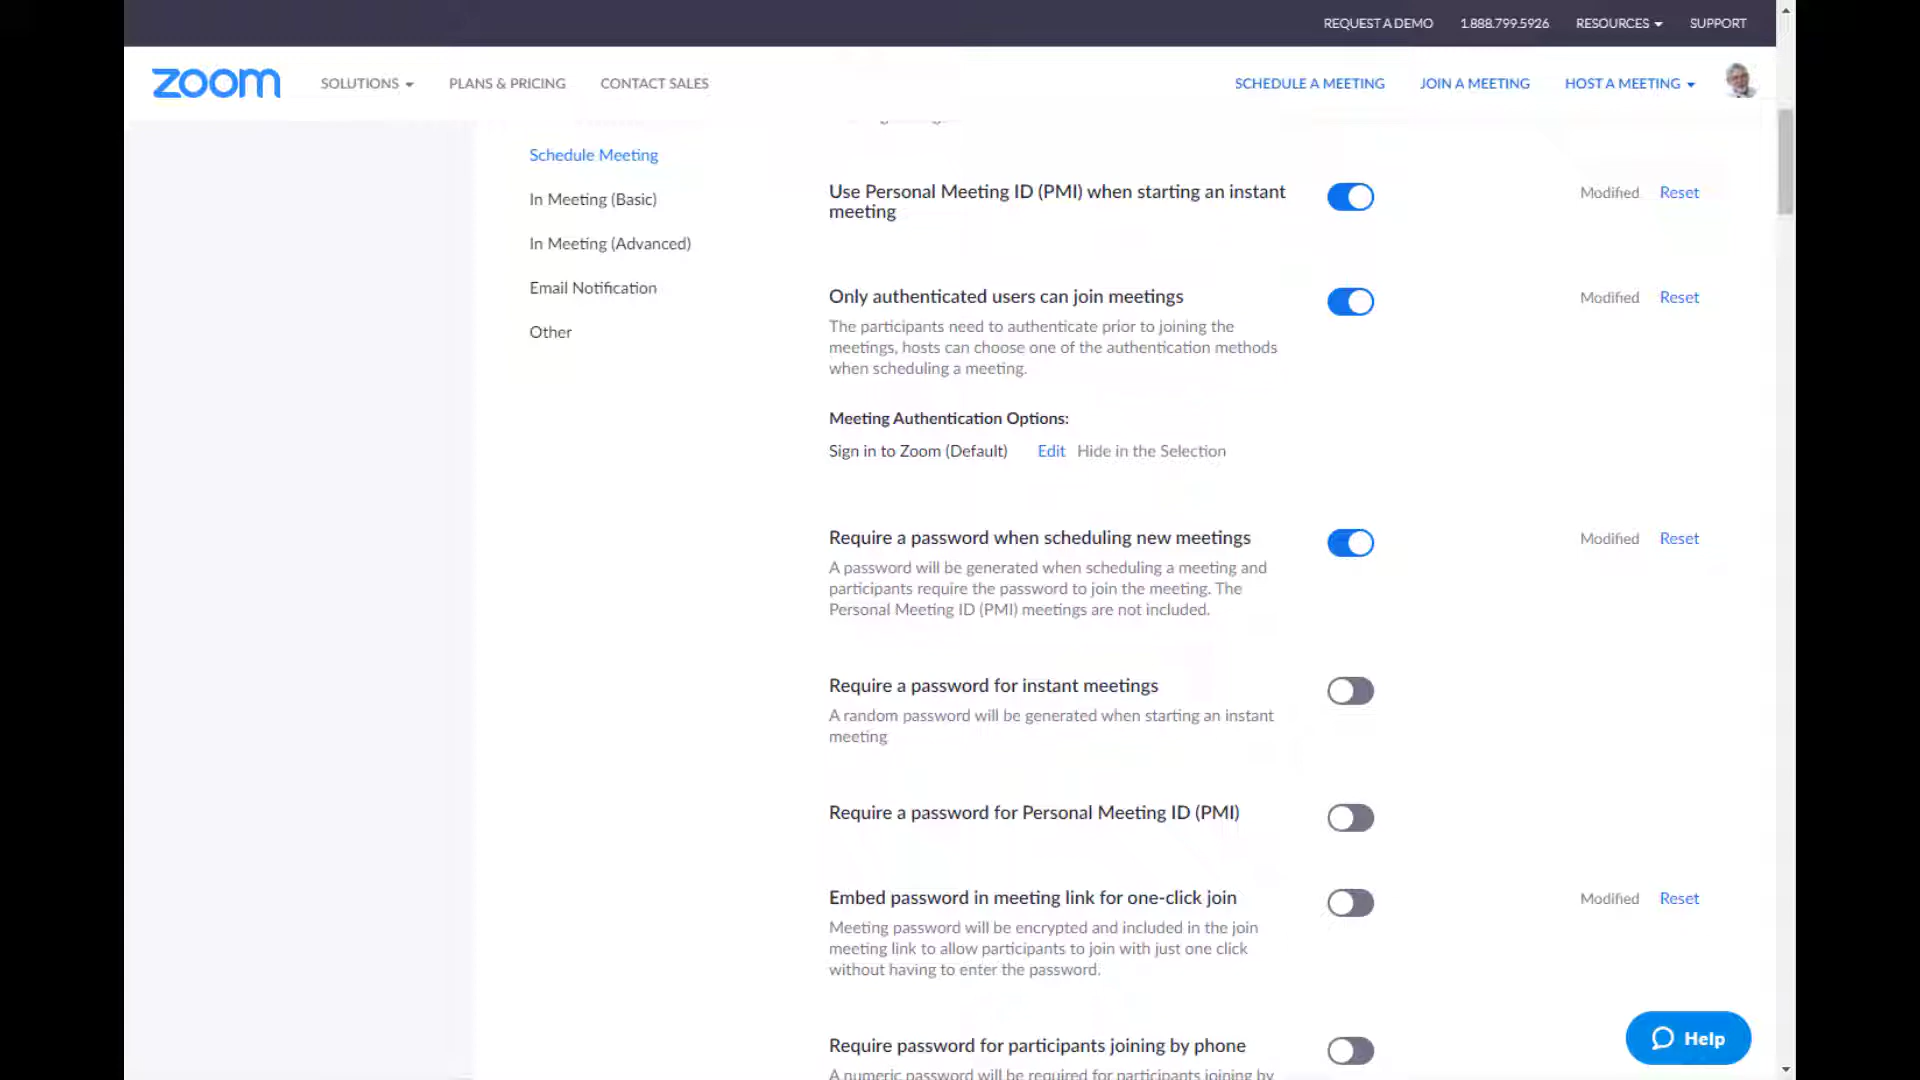 REQUEST A DEMO 1.888.799.5926 RESOURCES SUPPORT
zoom SOLUTIONS PLANS & PRICING CONTACT SALES SCHEDULE A MEETING JOIN A MEETING HOST A MEETING
Schedule Meeting
In Meeting (Basic)
In Meeting (Advanced)
Email Notification
Other
Use Personal Meeting ID (PMI) when starting an instant
meeting
Modified Reset
Only authenticated users can join meetings
Modified Reset
The participants need to authenticate prior to joining the
meetings, hosts can choose one of the authentication methods
when scheduling a meeting.
Meeting Authentication Options:
Sign in to Zoom (Default) Edit Hide in the Selection
Require a password when scheduling new meetings
Modified Reset
A password will be generated when scheduling a meeting and
participants require the password to join the meeting. The
Personal Meeting ID (PMI) meetings are not included.
Require a password for instant meetings
A random password will be generated when starting an instant
meeting
Require a password for Personal Meeting ID (PMI)
Embed password in meeting link for one-click join
Modified Reset
Meeting password will be encrypted and included in the join
meeting link to allow participants to join with just one click
without having to enter the password.
Require password for participants joining by phone
A numeric password will be required for participants joining by
Help